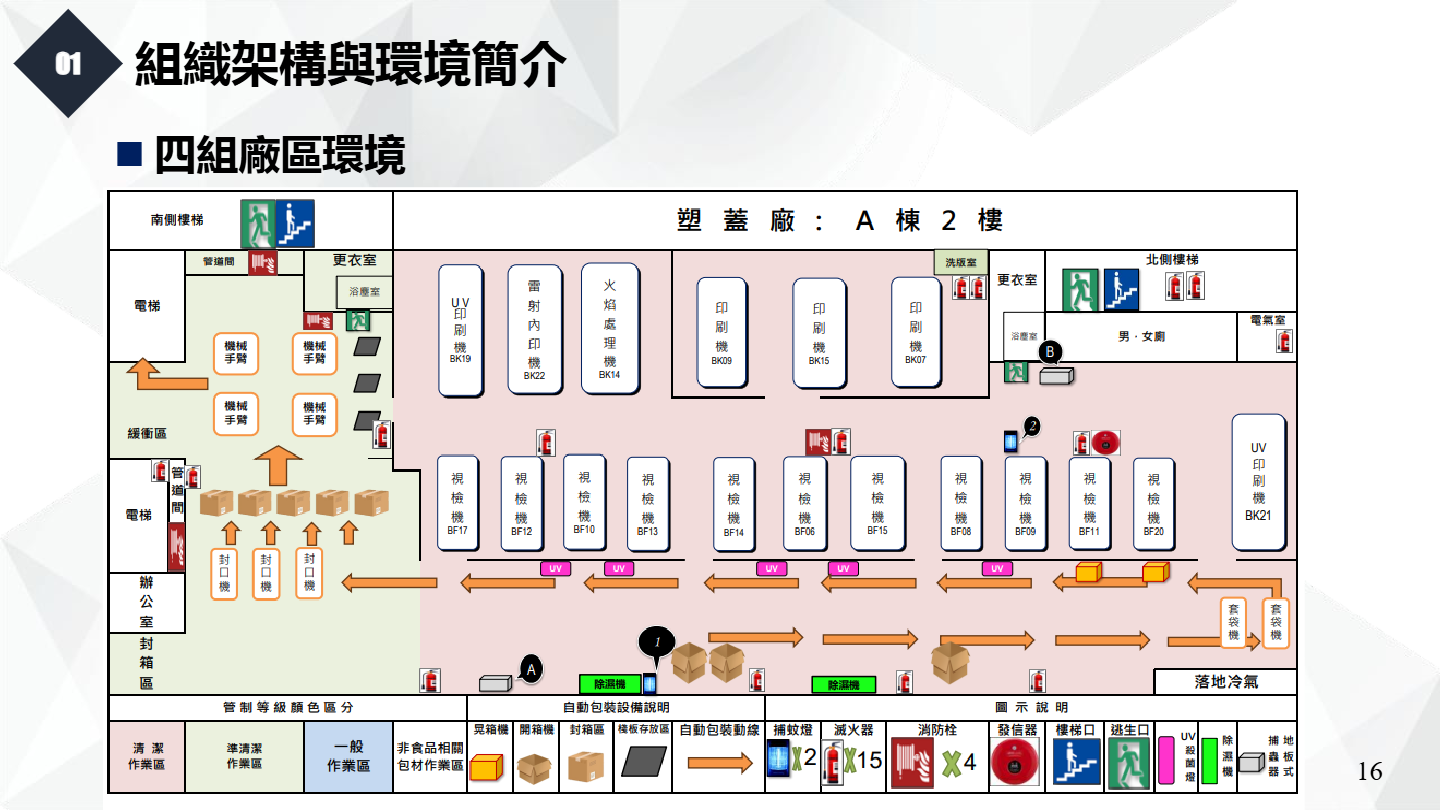 01
組織架構與環境簡介
四組廠區環境
南側樓梯
塑蓋廠：A棟2樓
管道間
更衣室
浴塵室
電梯
洗版室
更衣室
北側樓梯
浴塵室
男．女廁
電氣室
B
UV印刷機
BK19
雷射內印機
BK22
火焰處理機
BK14
印刷機
BK09
印刷機
BK15
印刷機
BK07
機械
手臂
機械
手臂
機械
手臂
機械
手臂
緩衝區
2
管道間
電梯
視檢機
BF17
視檢機
BF12
視檢機
BF10
視檢機
BF13
視檢機
BF14
視檢機
BF06
視檢機
BF15
視檢機
BF08
視檢機
BF09
視檢機
BF11
視檢機
BF20
UV
印刷機
BK21
封口機
封口機
封口機
UV
UV
UV
UV
UV
辦公室
套袋機
套袋機
封箱區
1
A
除濕機
除濕機
落地冷氣
管制等級顏色區分
自動包裝設備說明
圖示說明
清潔
作業區
準清潔
作業區
一般
作業區
非食品相關
包材作業區
晃箱機
開箱機
封箱區
棧板存放區
自動包裝動線
捕蚊燈
X2
滅火器
X15
消防栓
X4
發信器
樓梯口
逃生口
UV
殺菌燈
除濕機
地板式
捕蟲器
16